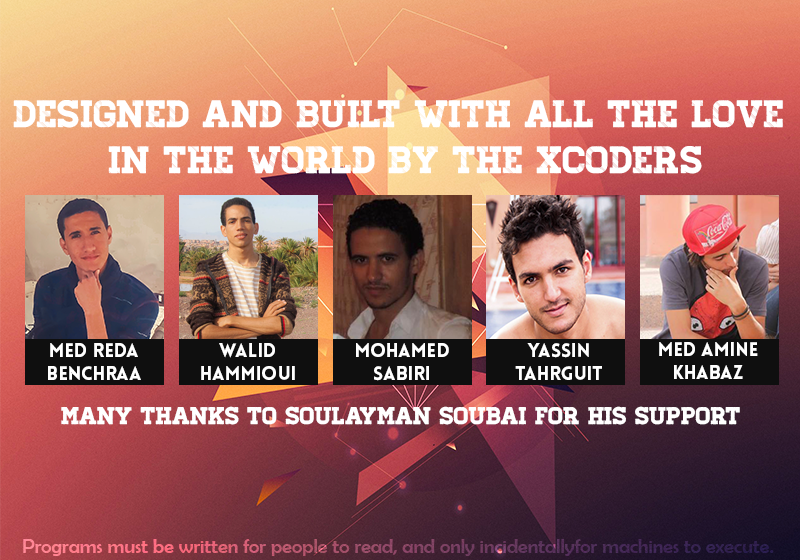 DESIGNED AND BUILT WITH ALL THE LOVE
IN THE WORLD BY THE XCODERS
Coca-Cola
MED REDA
BENCHRAA
WALID
HAMMIOUI
MOHAMED
SABIRI
YASSIN
TAHRGUIT
MED AMINE
KHABAZ
MANY THANKS TO SOULAYMAN SOUBAI FOR HIS SUPPORT
Programs must be written for people to read, and only incidentallyfor machines to execute.